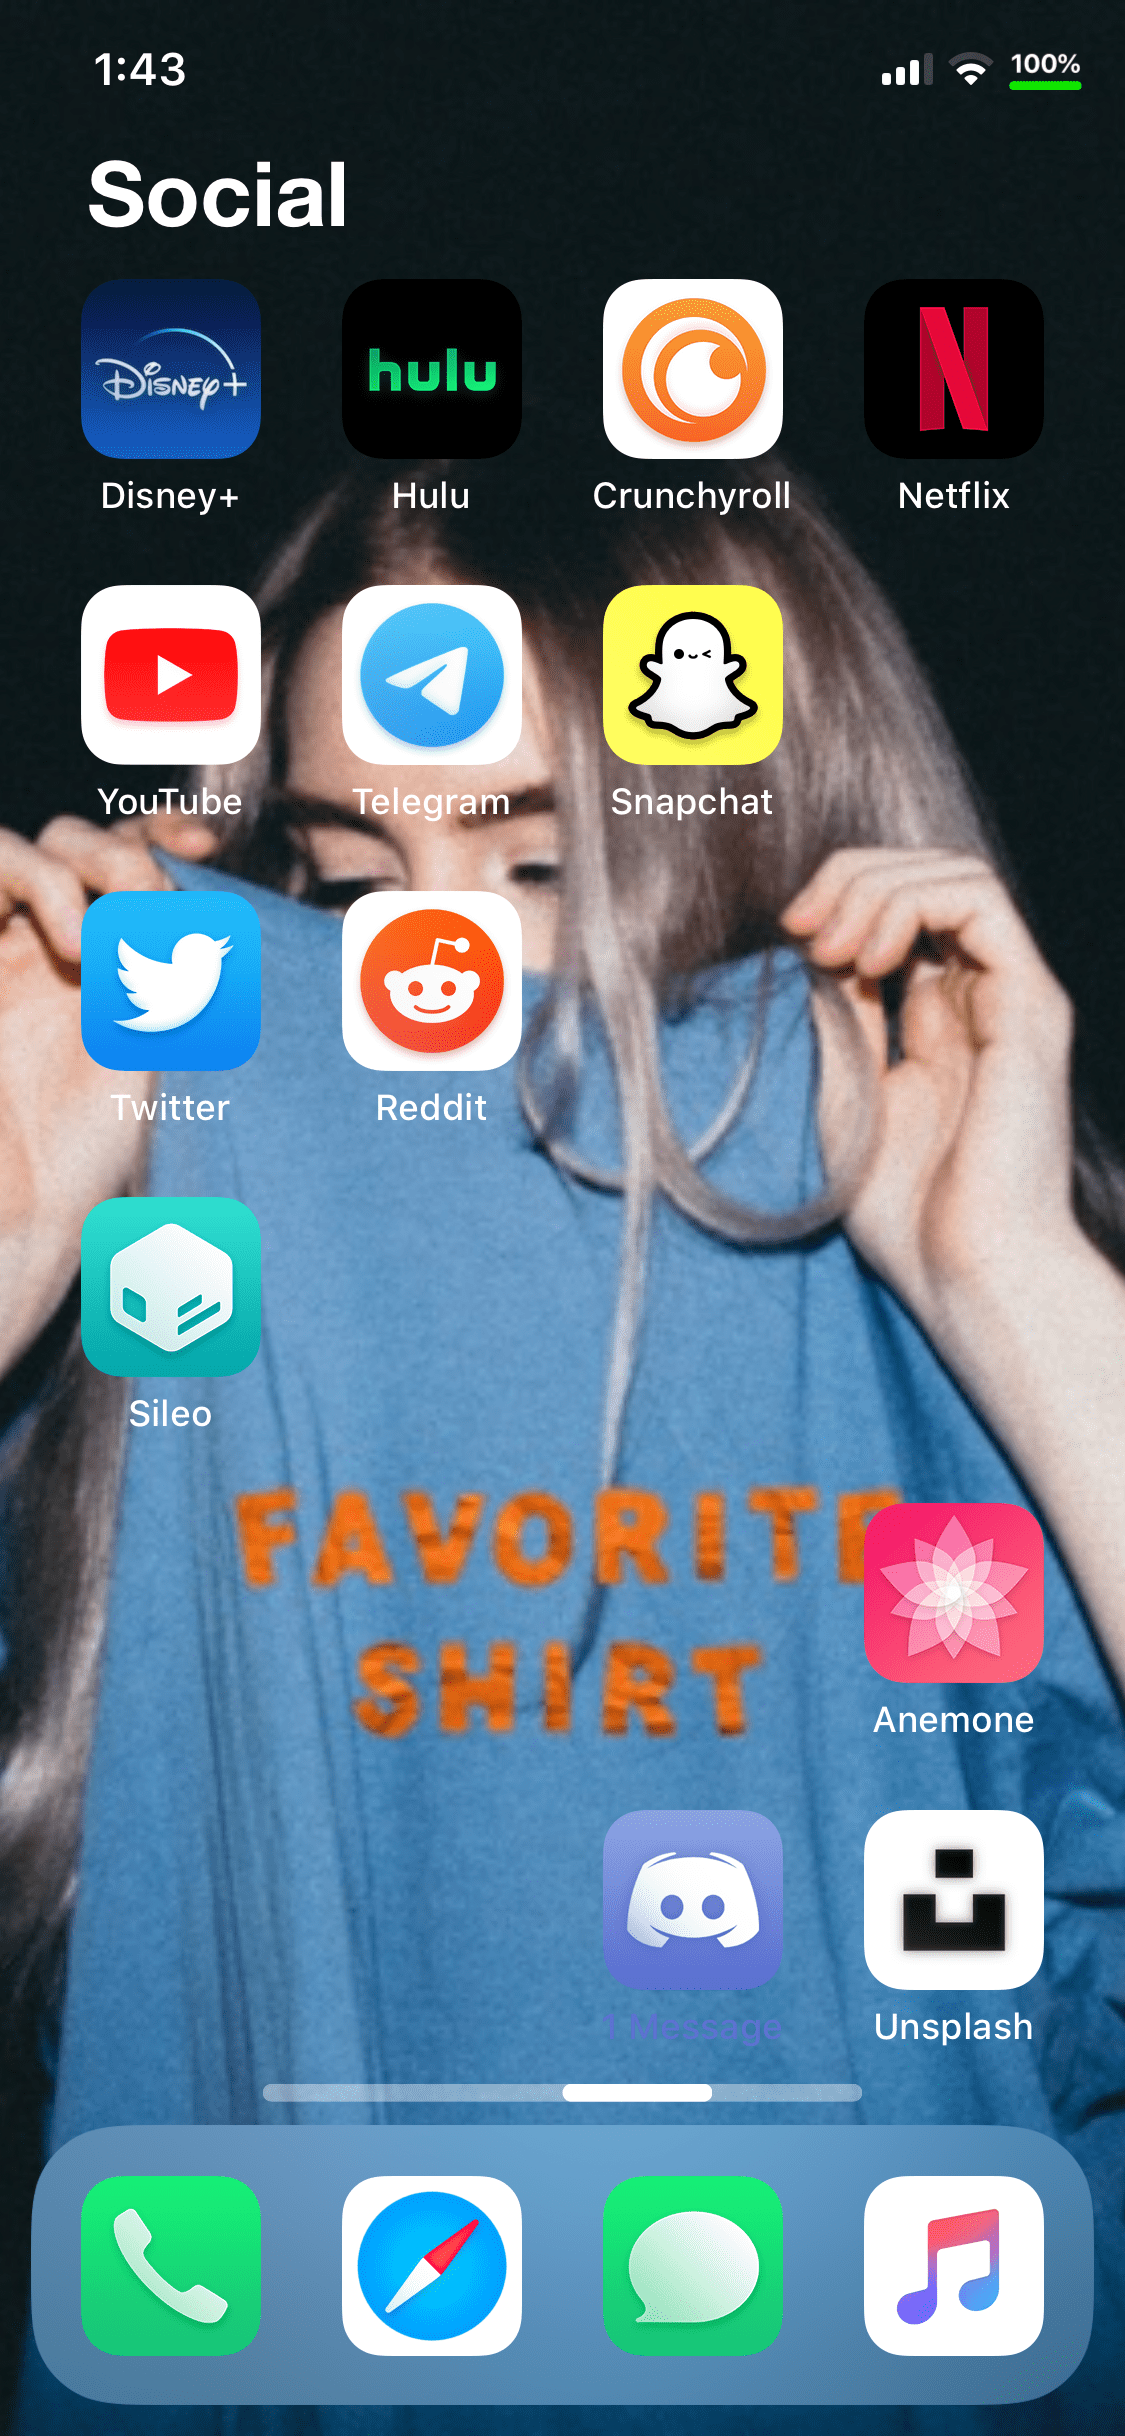 1:43
100%
Social
Disney+
hulu
N
Disney+ Hulu Crunchyroll Netflix
YouTube Telegram Snapchat
Twitter Reddit
Sileo
FAVORITE
SHIRT
Anemone
1 Message Unsplash